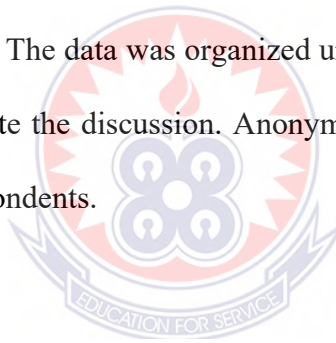 The data was organized u
te the discussion. Anonym
ondents.
EDUCATION FOR SERVICE